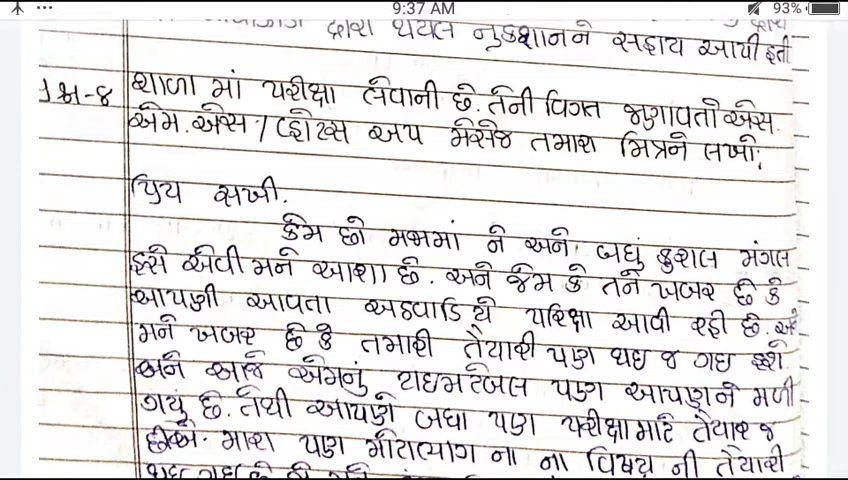 9:37 AM
93%
દ્વારા થયેલ નુકશાનને સહાય આપી હતી
પ્રશ્ન-૪ શાળા માં પરીક્ષા લેવાની છે. તેની વિગત જણાવતો એસ.
એમ. એસ / વ્હોટ્સ અપ મેસેજ તમારા મિત્રને લખો:
પ્રિય સખી.
કેમ છો મજામાં ને અને બધું કુશલ મંગલ
હશે એવી મને આશા છે. અને જેમ કે તને ખબર છે કે
આપણી આવતા અઠવાડિ યે પરિક્ષા આવી રહી છે. અને
મને ખબર છે કે તમારી તૈયારી પણ થઇ જ ગઇ હશે.
અને આજે એમનું ટાઇમટેબલ પણ આપણને મળી
ગયું છે. તેથી આપણે બધા પણ પરીક્ષા માટે તૈયાર જ
છીએ. મારા પણ મોટાભાગ ના ના વિષય ની તૈયારી